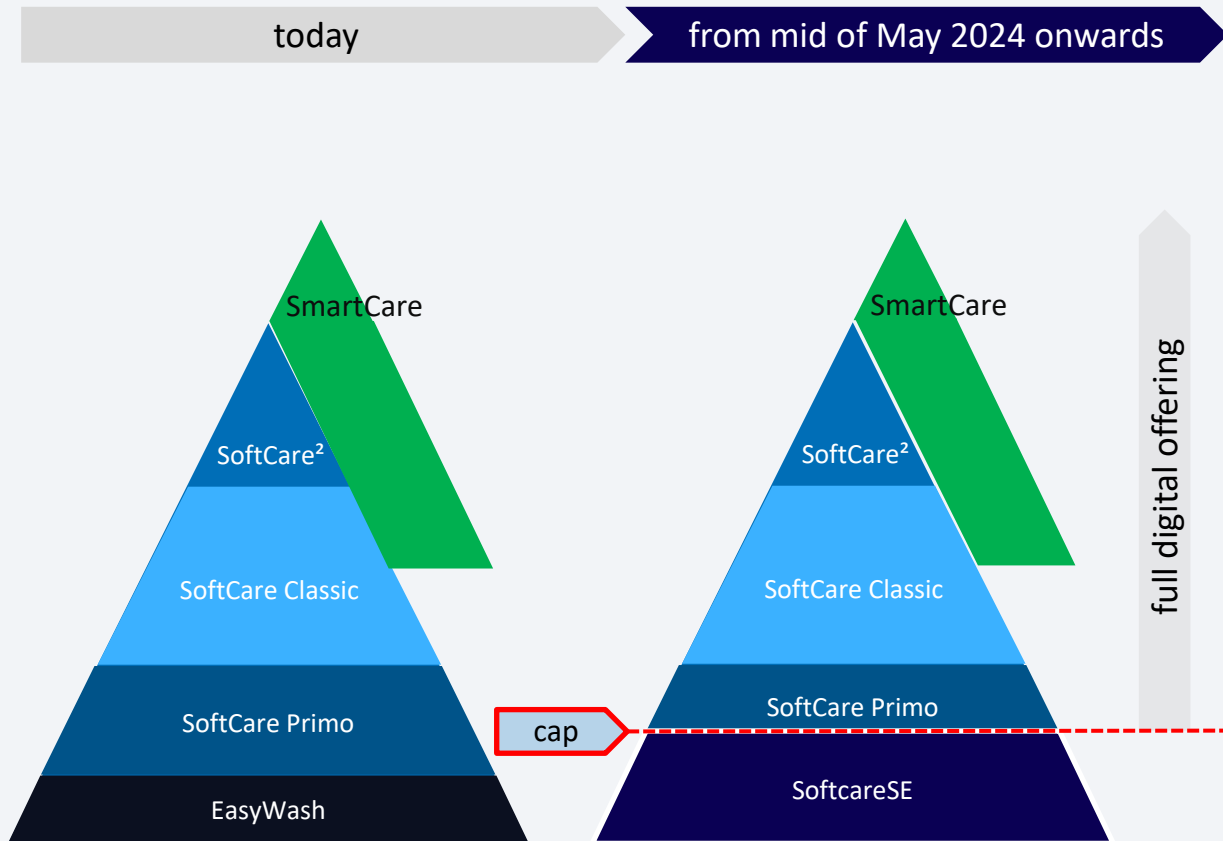 today
from mid of May 2024 onwards
SmartCare
SoftCare²
SoftCare Classic
SoftCare Primo
EasyWash
cap
SmartCare
SoftCare²
SoftCare Classic
SoftCare Primo
SoftcareSE
full digital offering